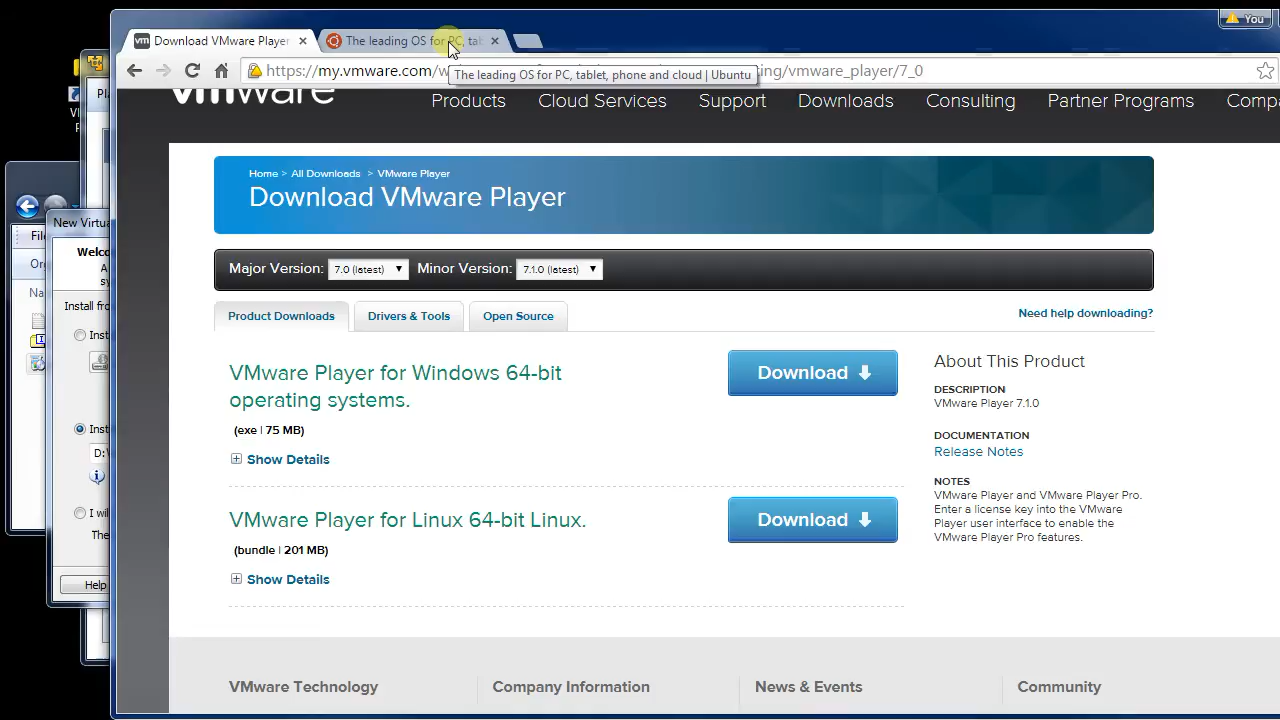 You
Download VMware Player
The leading OS for PC, tab
https://my.vmware.com/w
ing/vmware_player/7_0
The leading OS for PC, tablet, phone and cloud | Ubuntu
vmware
Products
Cloud Services
Support
Downloads
Consulting
Partner Programs
Compa
Home > All Downloads > VMware Player
Download VMware Player
Major Version: 7.0 (latest) Minor Version: 7.1.0 (latest)
Product Downloads
Drivers & Tools
Open Source
Need help downloading?
VMware Player for Windows 64-bit
operating systems.
(exe | 75 MB)
Show Details
Download
VMware Player for Linux 64-bit Linux.
(bundle | 201 MB)
Show Details
Download
About This Product
DESCRIPTION
VMware Player 7.1.0
DOCUMENTATION
Release Notes
NOTES
VMware Player and VMware Player Pro.
Enter a license key into the VMware
Player user interface to enable the
VMware Player Pro features.
VMware Technology
Company Information
News & Events
Community
New Virtua
Welco
Install fro
Inst
Inst
D:\
I wil
The
Help